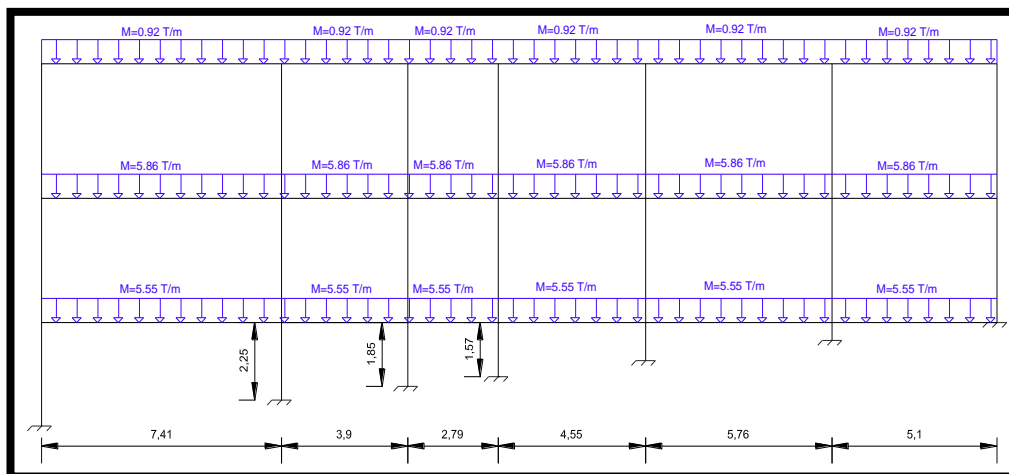 M=0.92 T/m M=0.92 T/m M=0.92 T/m M=0.92 T/m M=0.92 T/m M=0.92 T/m
M=5.86 T/m M=5.86 T/m M=5.86 T/m M=5.86 T/m M=5.86 T/m M=5.86 T/m
M=5.55 T/m M=5.55 T/m M=5.55 T/m M=5.55 T/m M=5.55 T/m M=5.55 T/m
2,25
1,85
1,57
7,41 3,9 2,79 4,55 5,76 5,1